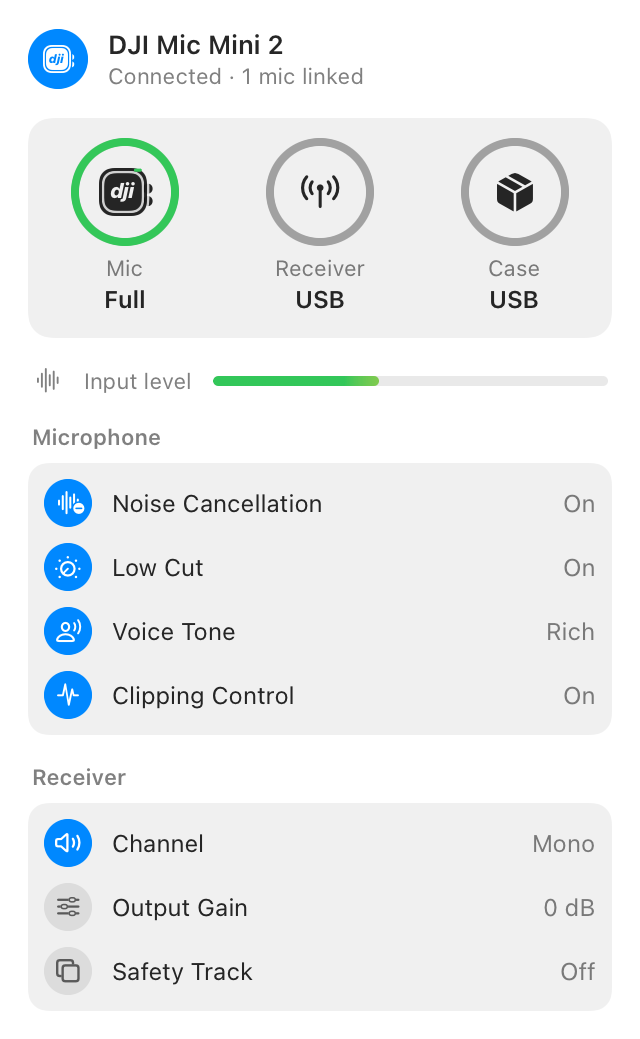 dji
DJI Mic Mini 2
Connected · 1 mic linked
dji
Mic
Full
Receiver
USB
Case
USB
Input level
Microphone
Noise Cancellation On
Low Cut On
Voice Tone Rich
Clipping Control On
Receiver
Channel Mono
Output Gain 0 dB
Safety Track Off